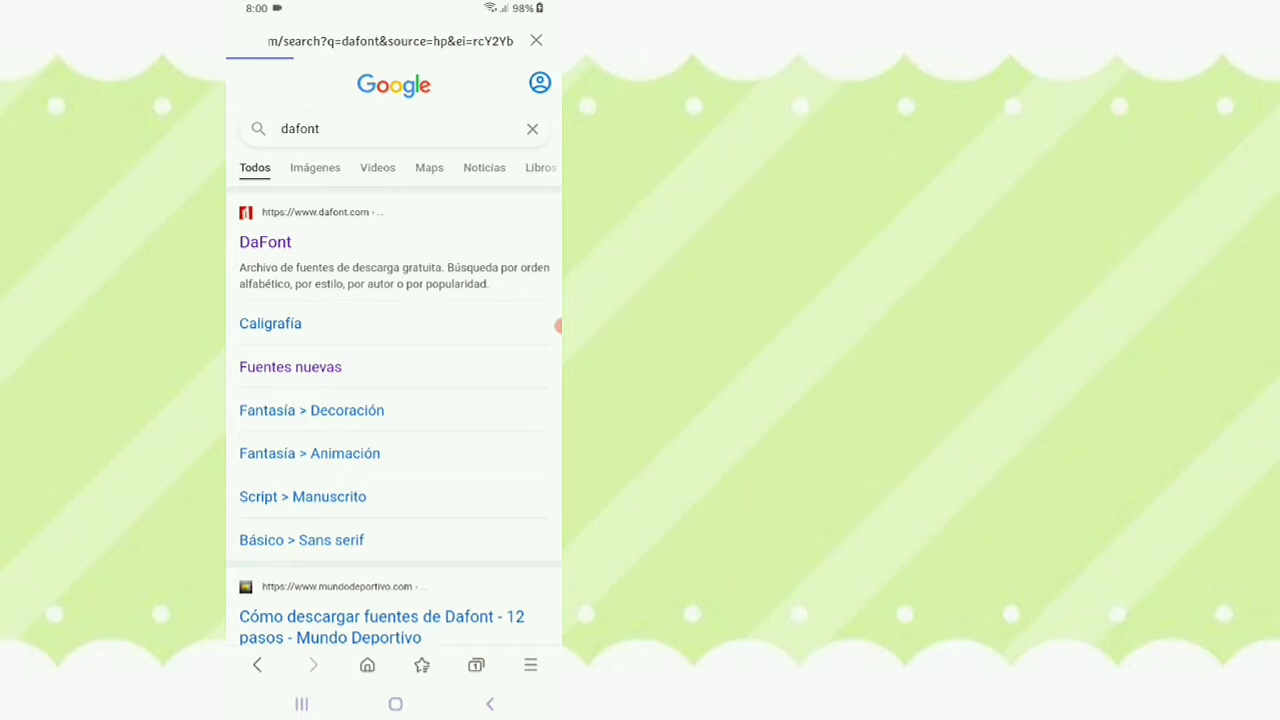 8:00
98%
m/search?q=dafont&source=hp&ei=rcY2Yb
Google
dafont
Todos Imágenes Videos Maps Noticias Libros
https://www.dafont.com › ...
DaFont
Archivo de fuentes de descarga gratuita. Búsqueda por orden
alfabético, por estilo, por autor o por popularidad.
Caligrafía
Fuentes nuevas
Fantasía > Decoración
Fantasía > Animación
Script > Manuscrito
Básico > Sans serif
https://www.mundodeportivo.com › ...
Cómo descargar fuentes de Dafont - 12
pasos - Mundo Deportivo
1